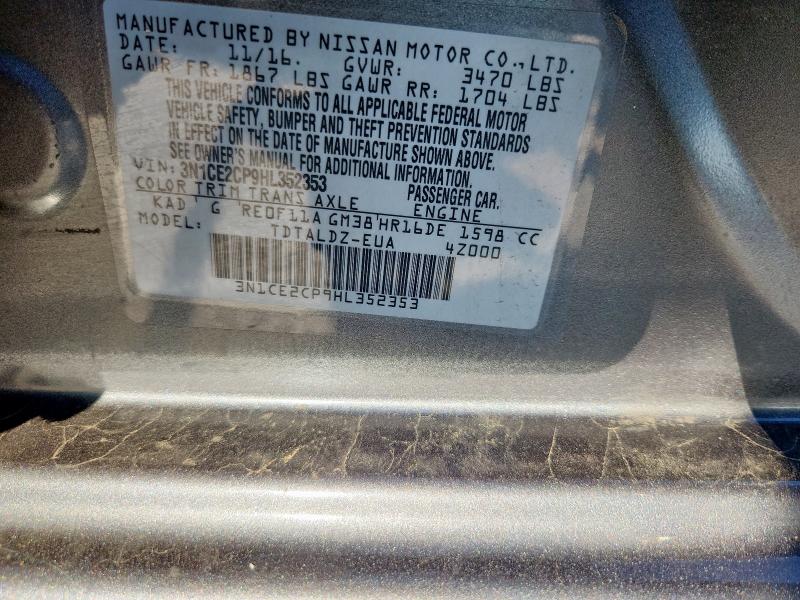 MANUFACTURED BY NISSAN MOTOR CO.,LTD.
DATE: 11/16. GVWR: 3470 LBS
GAWR FR: 1867 LBS GAWR RR: 1704 LBS
THIS VEHICLE CONFORMS TO ALL APPLICABLE FEDERAL MOTOR
VEHICLE SAFETY, BUMPER AND THEFT PREVENTION STANDARDS
IN EFFECT ON THE DATE OF MANUFACTURE SHOWN ABOVE.
SEE OWNER'S MANUAL FOR ADDITIONAL INFORMATION.
VIN: 3N1CE2CP9HL352353 PASSENGER CAR.
COLOR TRIM TRANS AXLE ENGINE
KAD G RE0F11A GM38 HR16DE 1598 CC
MODEL: TDTALDZ-EUA 4Z000
3N1CE2CP9HL352353